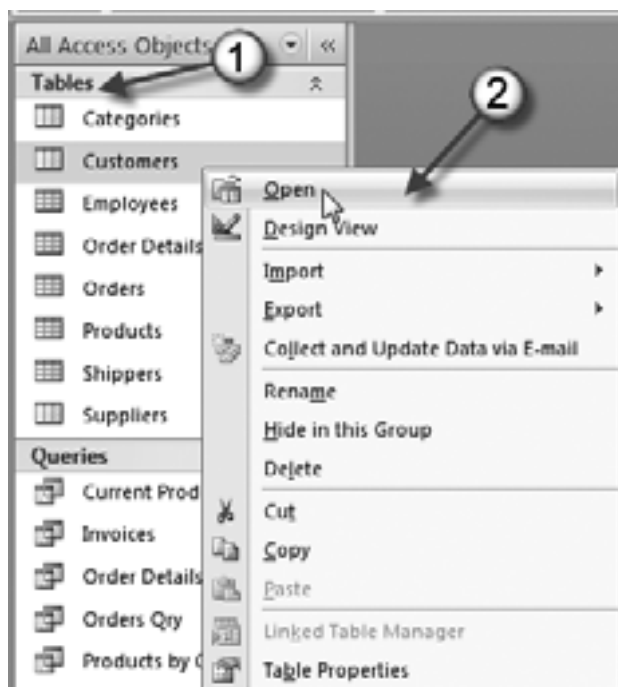 All Access Objects
1
«
Tables
Categories
Customers
Employees
Order Details
Orders
Products
Shippers
Suppliers
Queries
Current Prod
Invoices
Order Details
Orders Qry
Products by
2
Open
Design View
Import
Export
Collect and Update Data via E-mail
Rename
Hide in this Group
Delete
Cut
Copy
Paste
Linked Table Manager
Table Properties